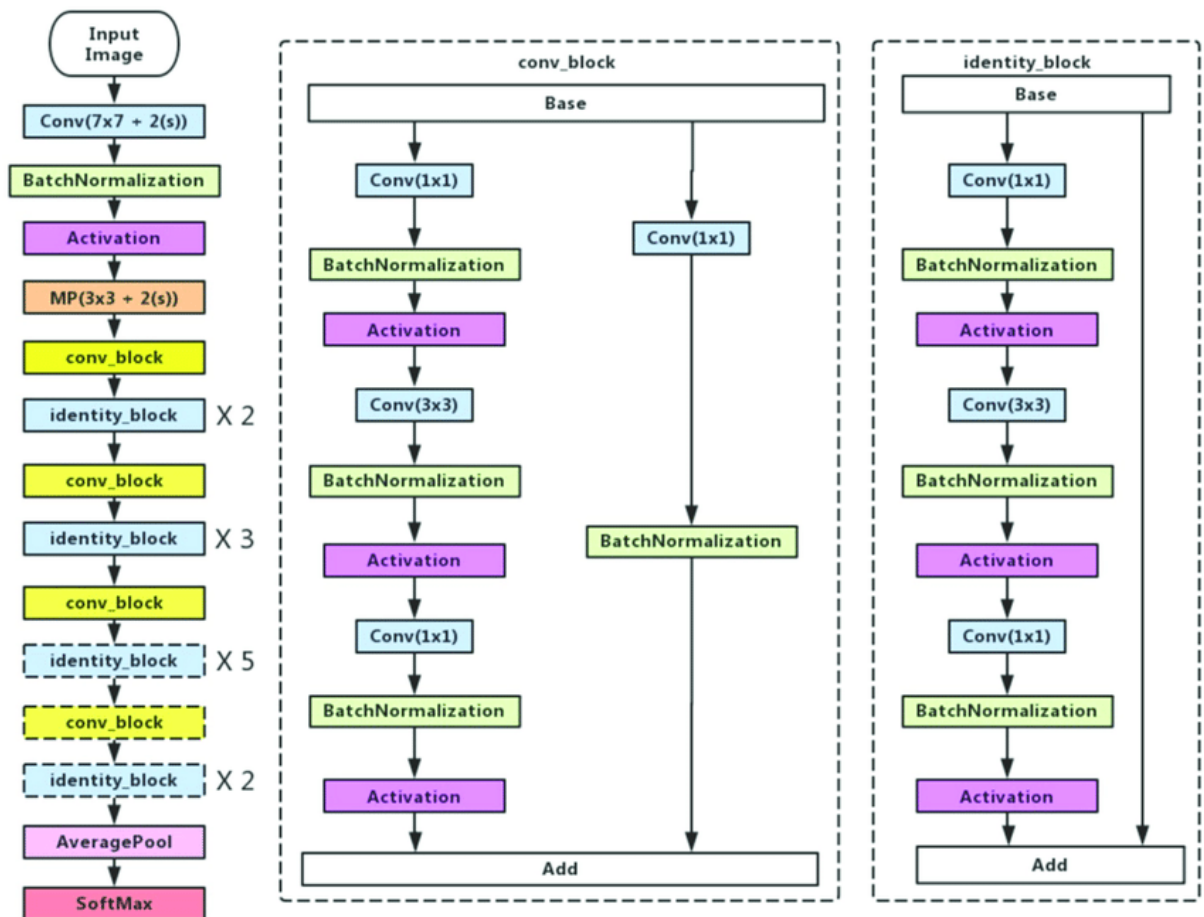 Input
Image
Conv(7x7 + 2(s))
BatchNormalization
Activation
MP(3x3 + 2(s))
conv_block
identity_block X 2
conv_block
identity_block X 3
conv_block
identity_block X 5
conv_block
identity_block X 2
AveragePool
SoftMax
conv_block
Base
Conv(1x1)
BatchNormalization
Activation
Conv(3x3)
BatchNormalization
Activation
Conv(1x1)
BatchNormalization
Activation
Conv(1x1)
BatchNormalization
Add
identity_block
Base
Conv(1x1)
BatchNormalization
Activation
Conv(3x3)
BatchNormalization
Activation
Conv(1x1)
BatchNormalization
Activation
Add